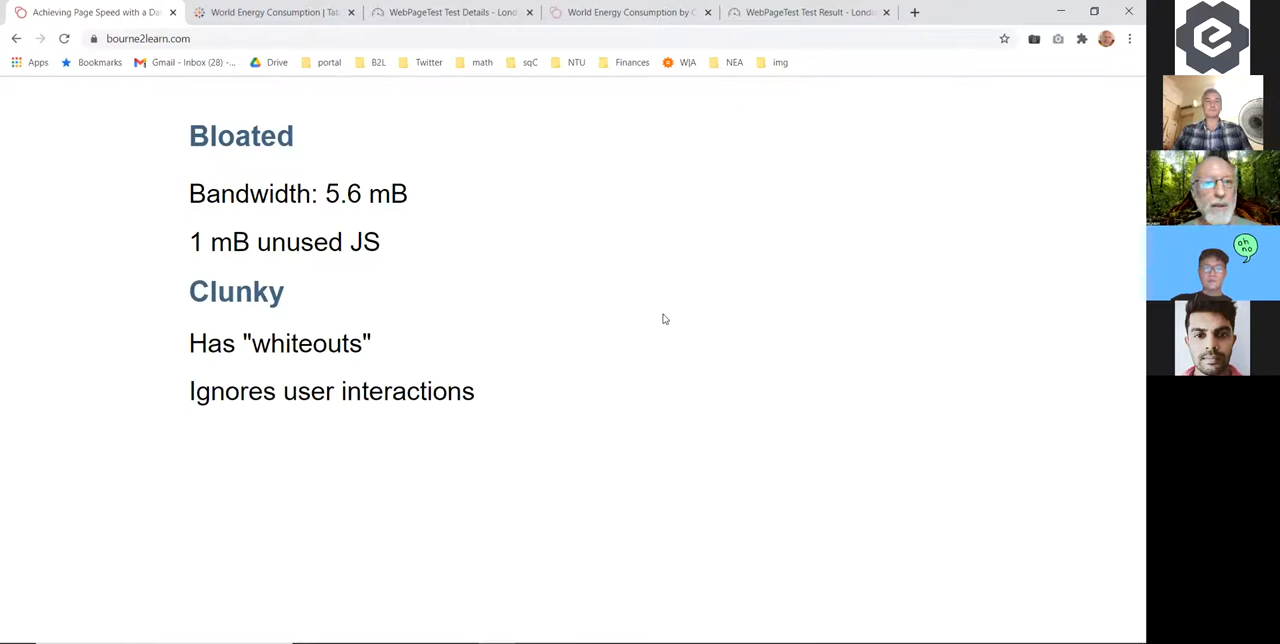 Achieving Page Speed with a Da
World Energy Consumption | Tab
WebPageTest Test Details - Lond
World Energy Consumption by C
WebPageTest Test Result - Londo
bourne2learn.com
Apps
Bookmarks
Gmail - Inbox (28) -...
Drive
portal
B2L
Twitter
math
sqC
NTU
Finances
WJA
NEA
img
Bloated
Bandwidth: 5.6 mB
1 mB unused JS
Clunky
Has "whiteouts"
Ignores user interactions
oh
no